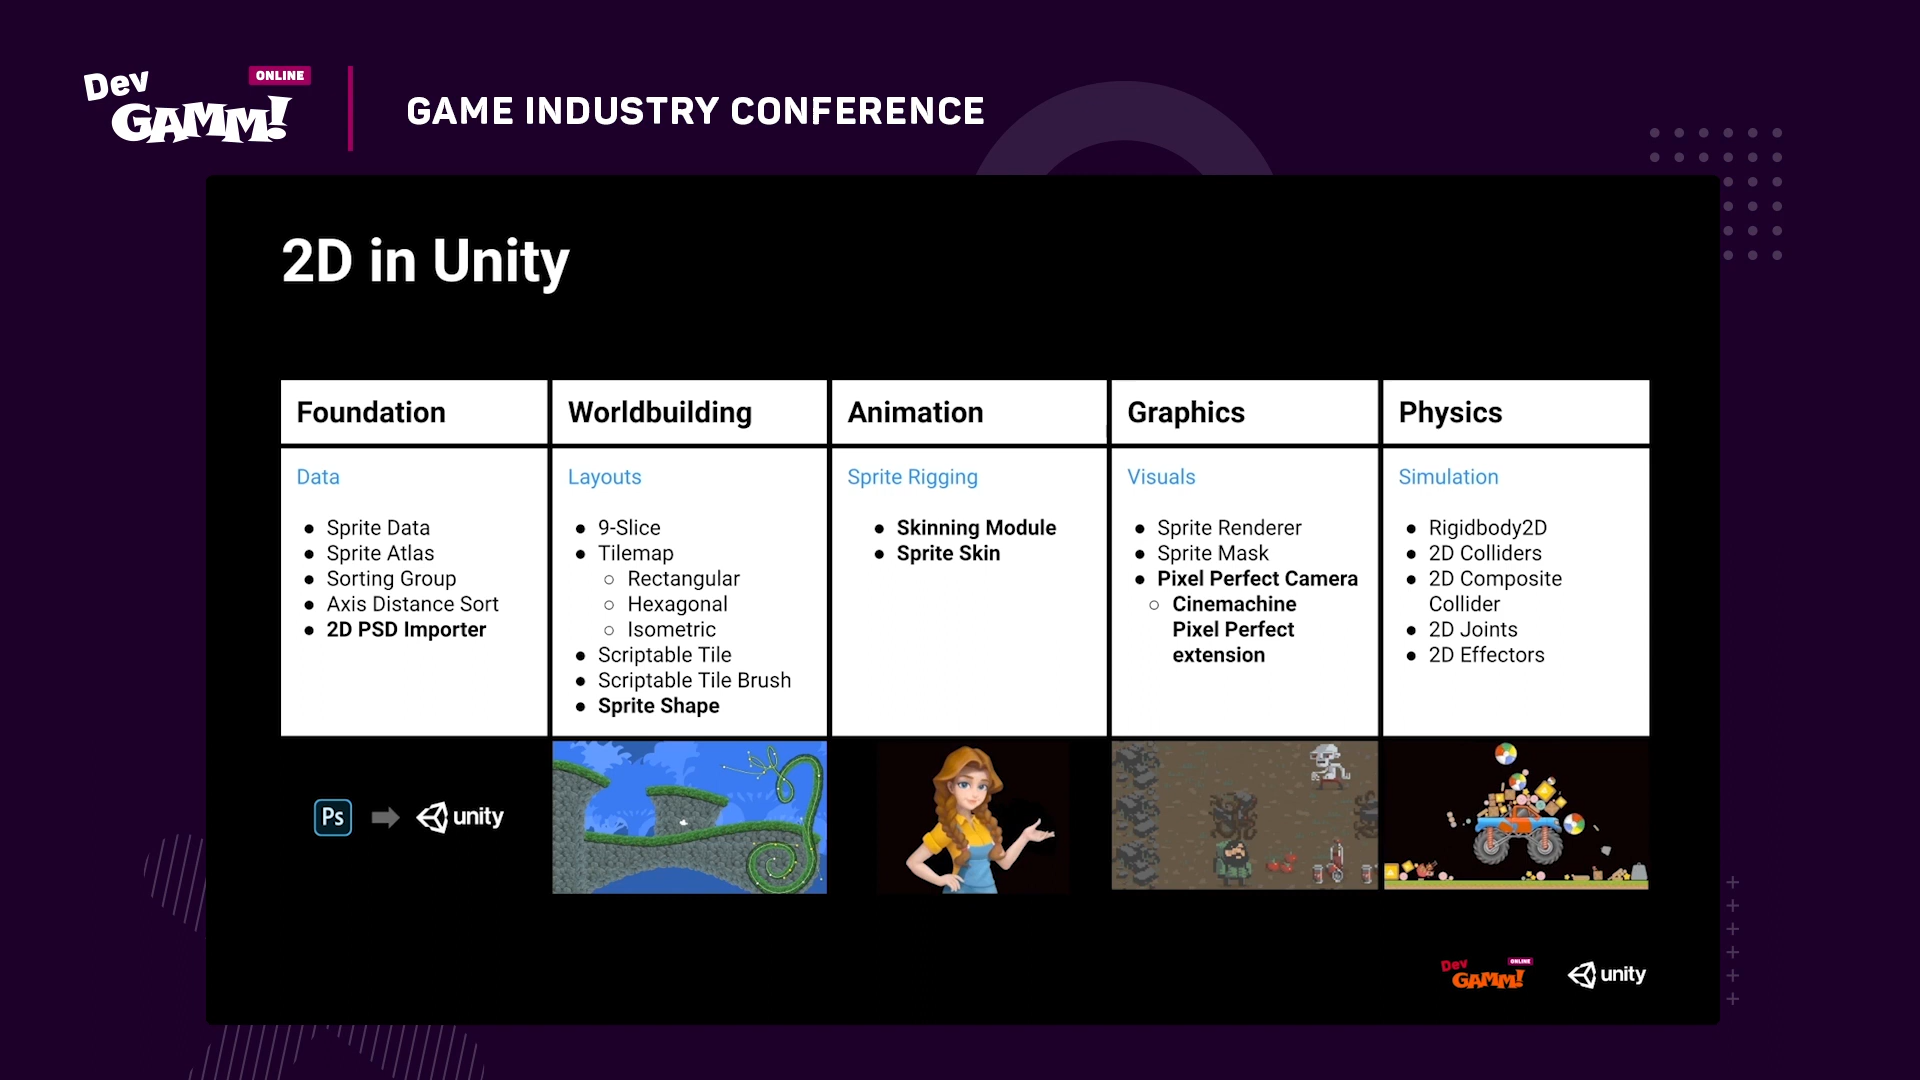 Dev
GAMM!
ONLINE
GAME INDUSTRY CONFERENCE
2D in Unity
Foundation
Data
● Sprite Data
● Sprite Atlas
● Sorting Group
● Axis Distance Sort
● 2D PSD Importer
Worldbuilding
Layouts
● 9-Slice
● Tilemap
○ Rectangular
○ Hexagonal
○ Isometric
● Scriptable Tile
● Scriptable Tile Brush
● Sprite Shape
Animation
Sprite Rigging
● Skinning Module
● Sprite Skin
Graphics
Visuals
● Sprite Renderer
● Sprite Mask
● Pixel Perfect Camera
○ Cinemachine
Pixel Perfect
extension
Physics
Simulation
● Rigidbody2D
● 2D Colliders
● 2D Composite
Collider
● 2D Joints
● 2D Effectors
Ps
unity
Dev
GAMM!
ONLINE
unity